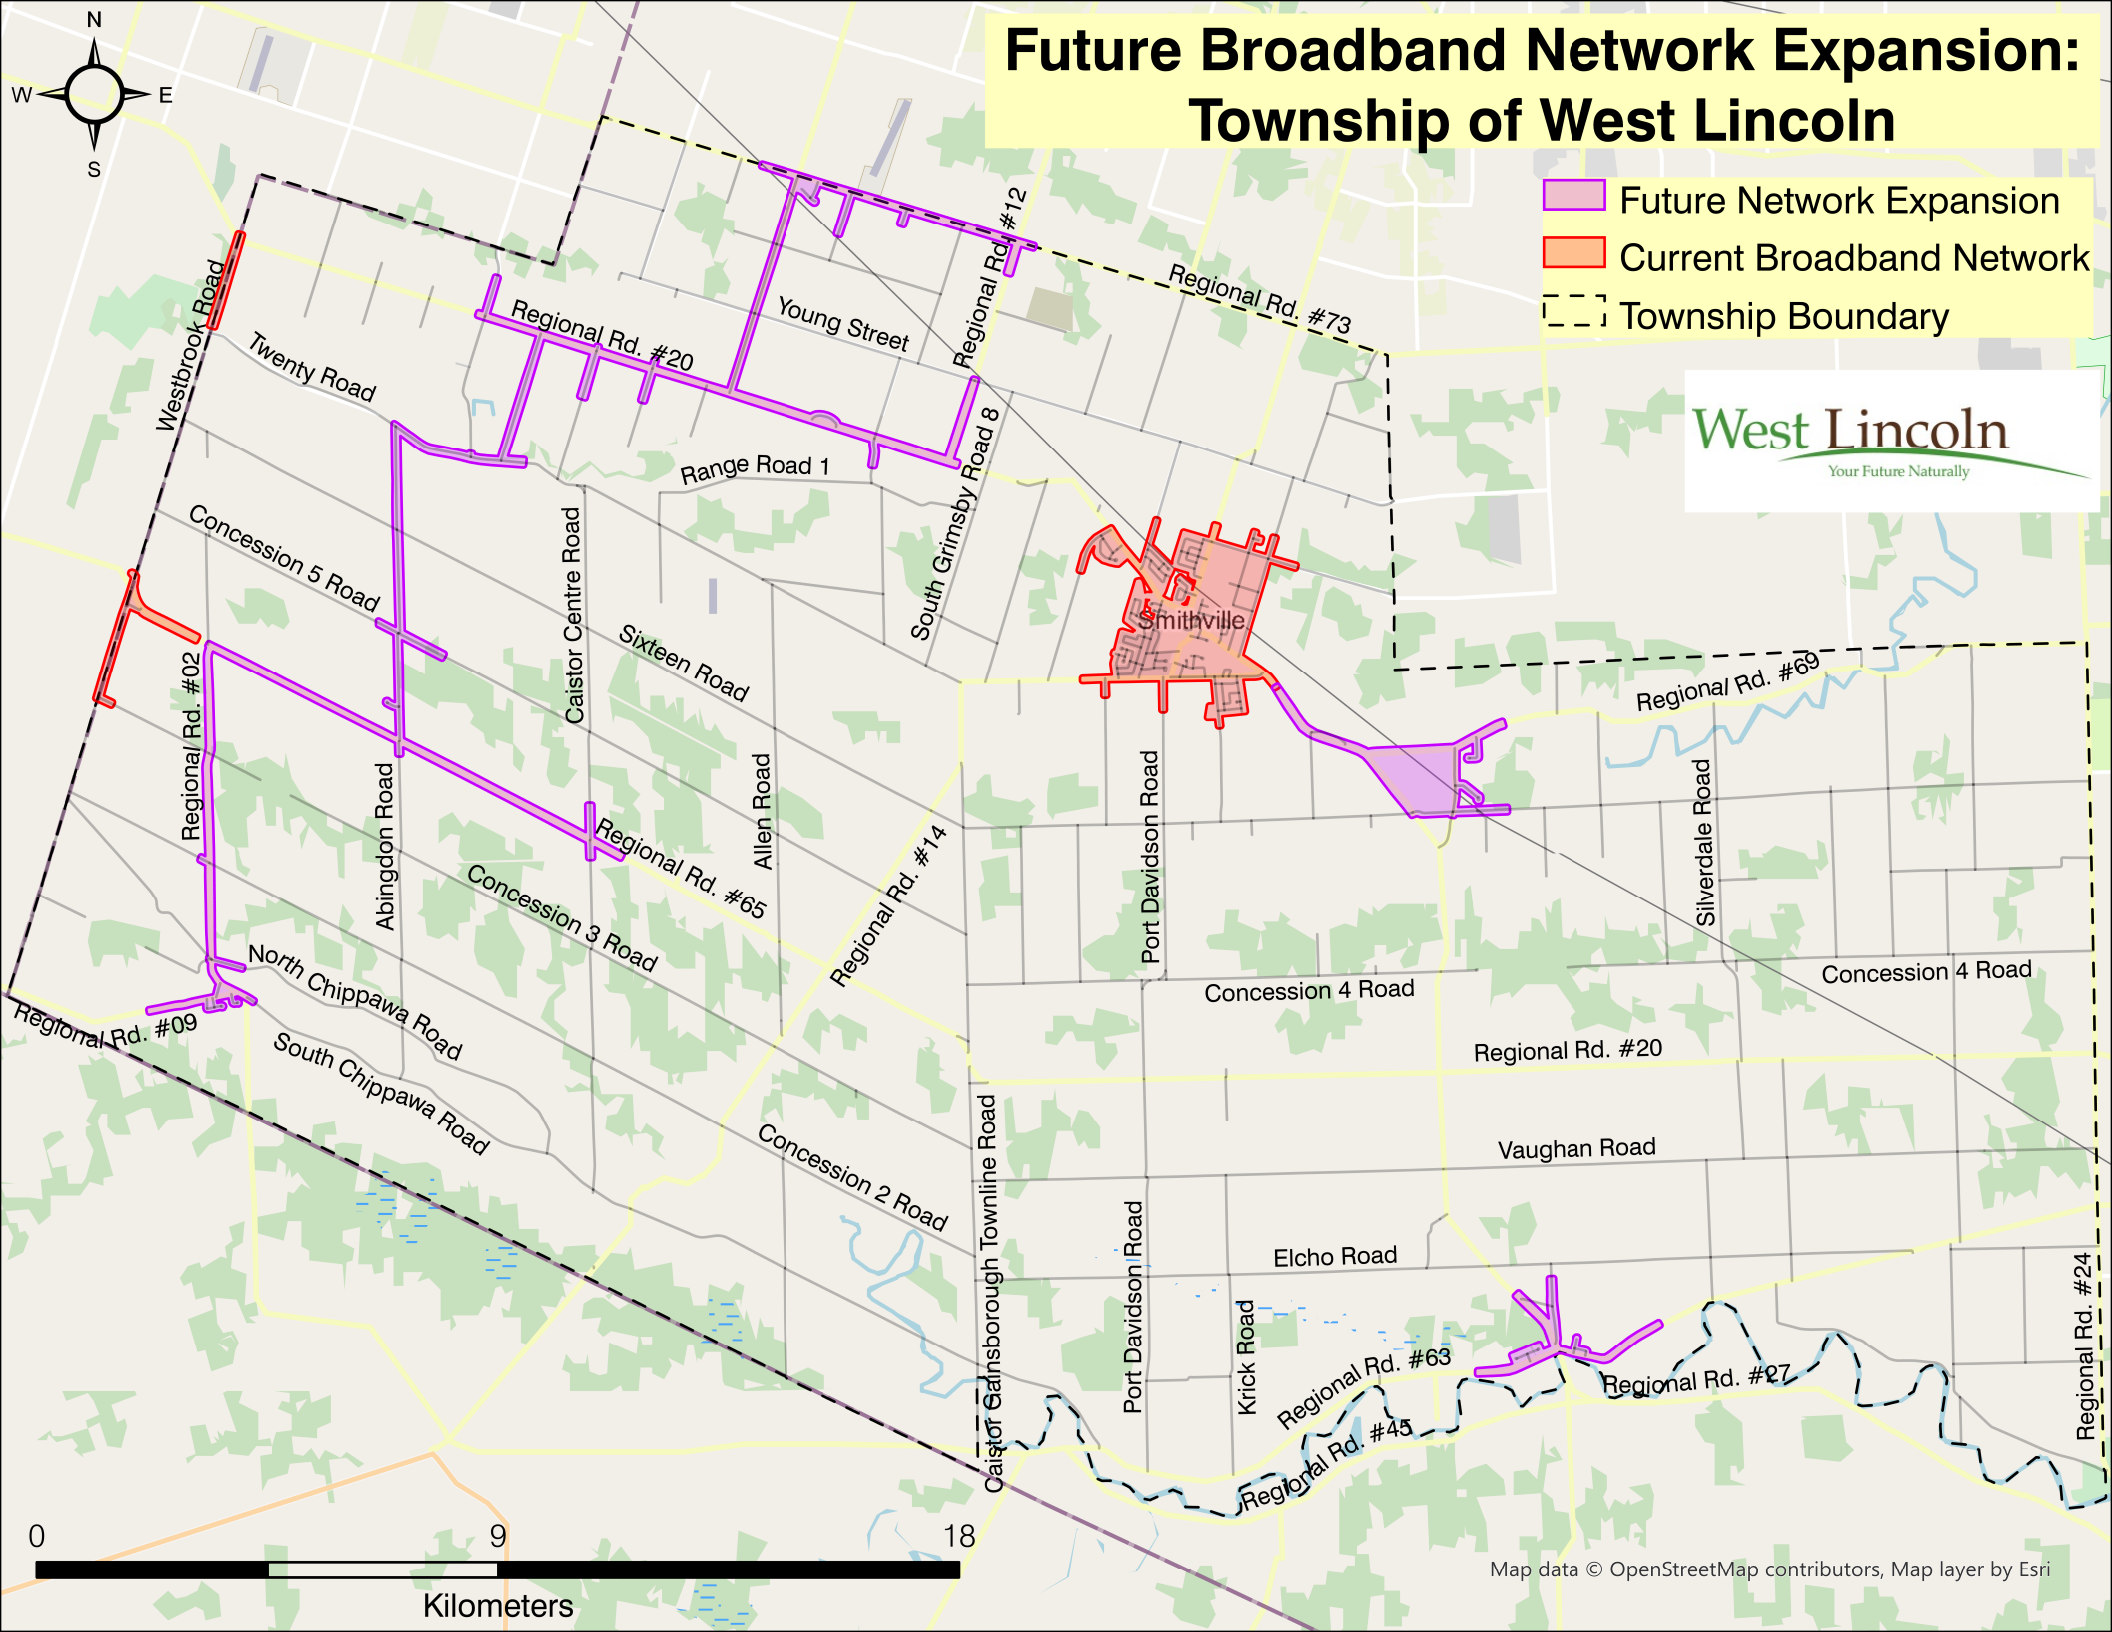 N
W
E
S
Future Broadband Network Expansion:
Township of West Lincoln
Future Network Expansion
Current Broadband Network
Township Boundary
West Lincoln
Your Future Naturally
Regional Rd. #12
Regional Rd. #73
Westbrook Road
Twenty Road
Regional Rd. #20
Young Street
Range Road 1
South Grimsby Road 8
Concession 5 Road
Caistor Centre Road
Sixteen Road
Smithville
Regional Rd. #69
Regional Rd. #02
Abingdon Road
Allen Road
Regional Rd. #65
Regional Rd. #14
Port Davidson Road
Silverdale Road
Concession 3 Road
North Chippawa Road
Concession 4 Road
Concession 4 Road
Regional Rd. #09
South Chippawa Road
Regional Rd. #20
Concession 2 Road
Caistor Gainsborough Townline Road
Vaughan Road
Port Davidson Road
Elcho Road
Krick Road
Regional Rd. #63
Regional Rd. #27
Regional Rd. #24
Regional Rd. #45
0 9 18
Kilometers
Map data © OpenStreetMap contributors, Map layer by Esri